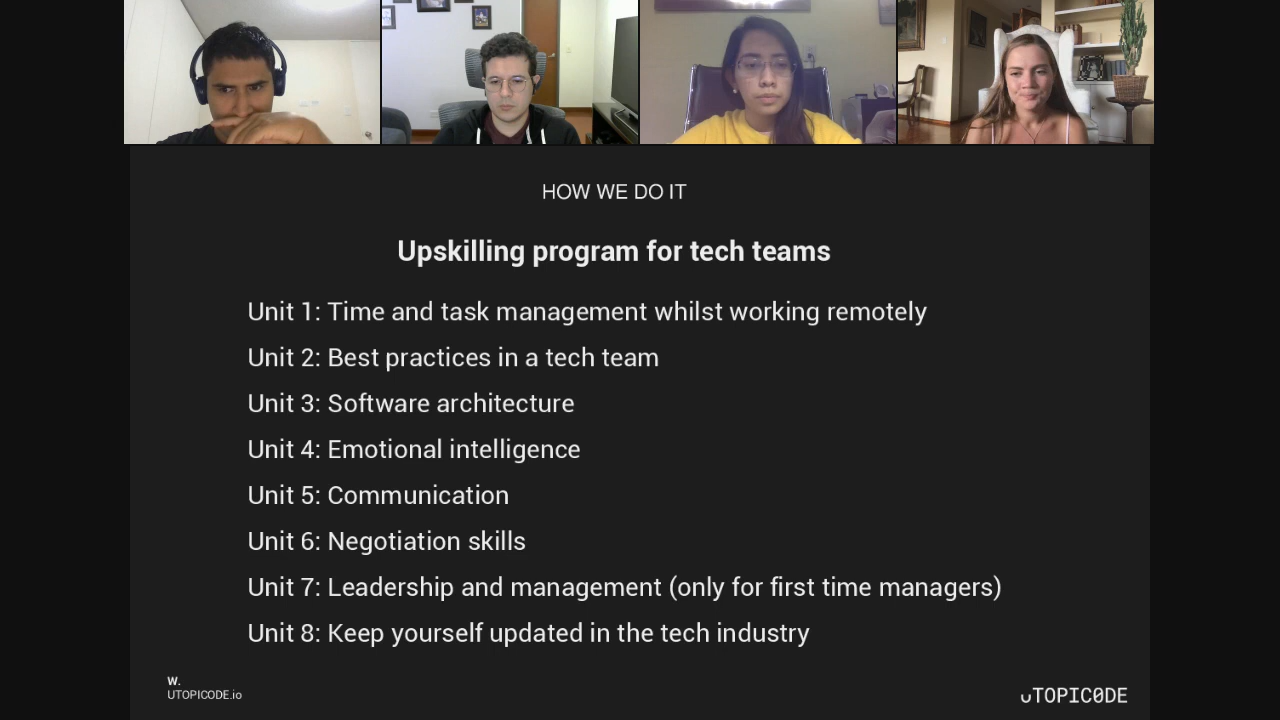 HOW WE DO IT
Upskilling program for tech teams
Unit 1: Time and task management whilst working remotely
Unit 2: Best practices in a tech team
Unit 3: Software architecture
Unit 4: Emotional intelligence
Unit 5: Communication
Unit 6: Negotiation skills
Unit 7: Leadership and management (only for first time managers)
Unit 8: Keep yourself updated in the tech industry
W.
UTOPICODE.io
uTOPIC0DE